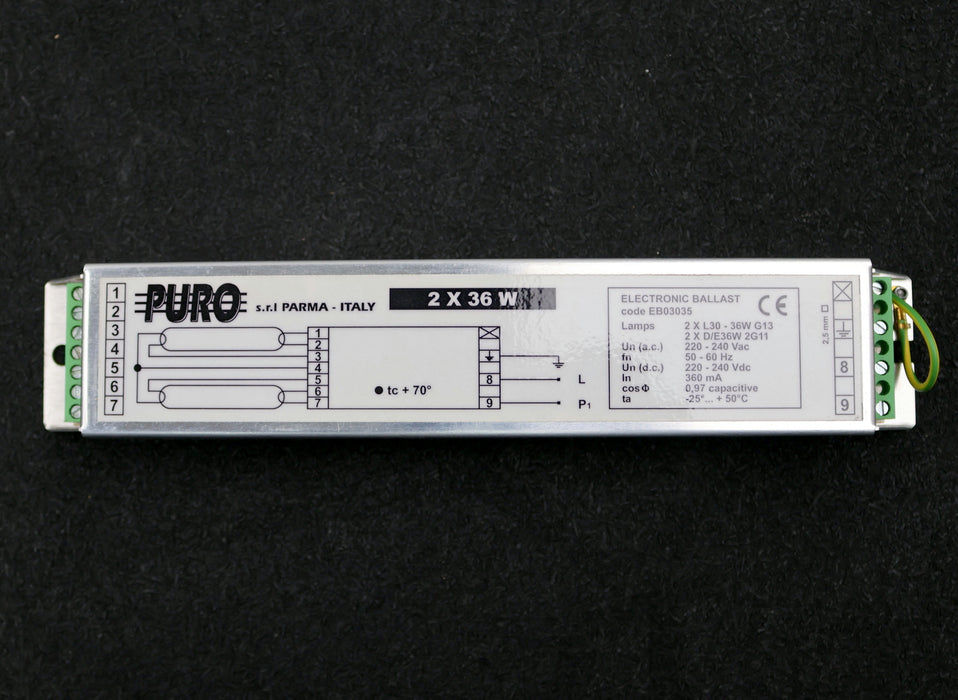 1
2
3
4
5
6
7
PURO s.r.l PARMA - ITALY
2 X 36 W
1
2
3
4
5
6
7
tc + 70°
8
9
L
P1
ELECTRONIC BALLAST
code EB03035
CE
Lamps 2 X L30 - 36W G13
2 X D/E36W 2G11
Un (a.c.) 220 - 240 Vac
fn 50 - 60 Hz
Un (d.c.) 220 - 240 Vdc
In 360 mA
cosΦ 0,97 capacitive
ta -25°... + 50°C
2,5 mm □
8
9